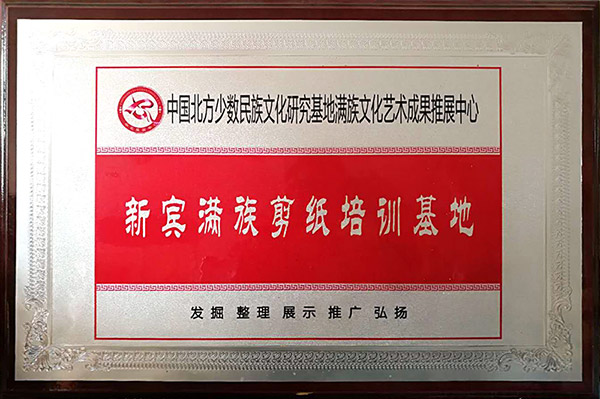 中国北方少数民族文化研究基地满族文化艺术成果推展中心
新宾满族剪纸培训基地
发掘 整理 展示 推广 弘扬